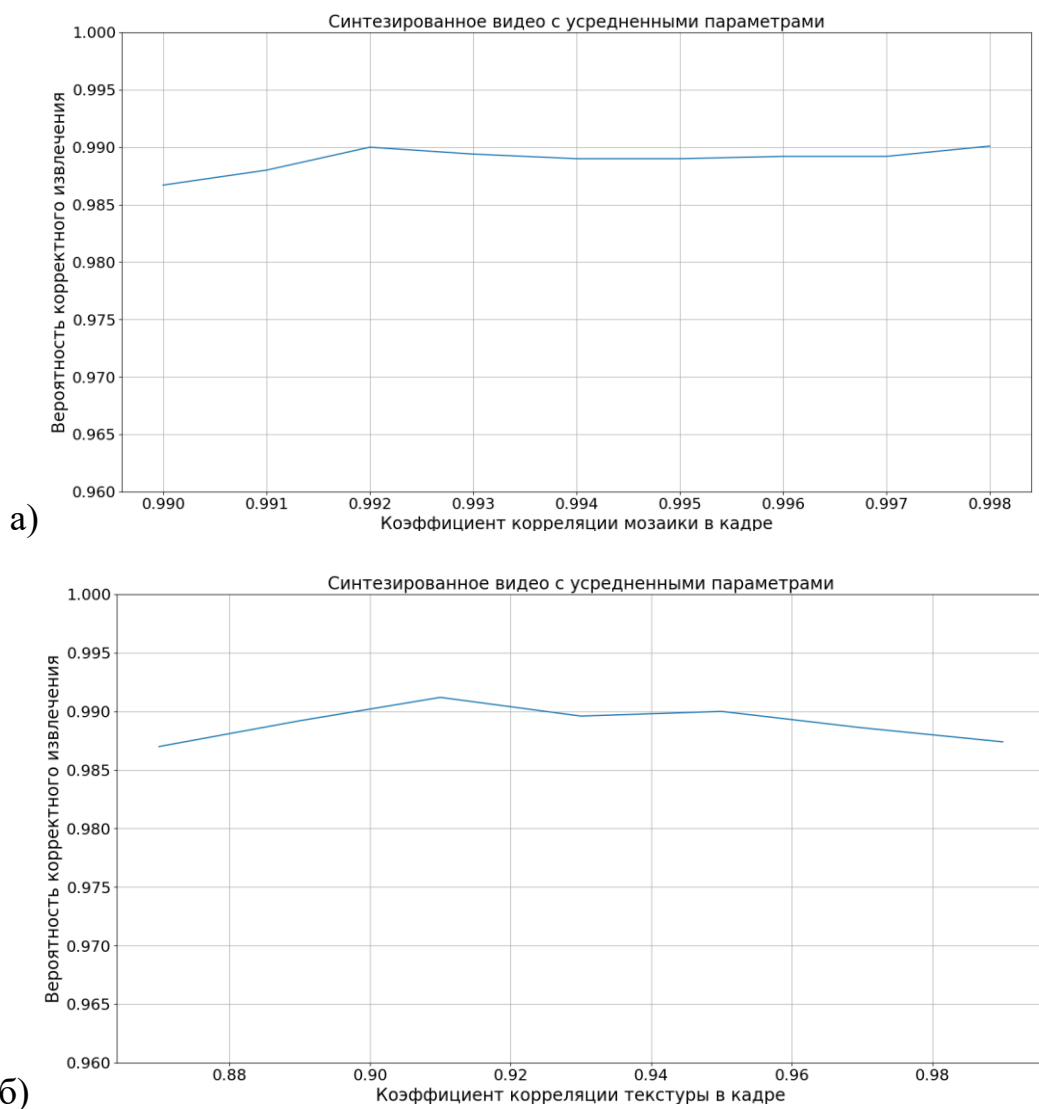 Синтезированное видео с усредненными параметрами
1.000
0.995
0.990
0.985
0.980
0.975
0.970
0.965
0.960
Вероятность корректного извлечения
0.990 0.991 0.992 0.993 0.994 0.995 0.996 0.997 0.998
Коэффициент корреляции мозаики в кадре
а)
Синтезированное видео с усредненными параметрами
1.000
0.995
0.990
0.985
0.980
0.975
0.970
0.965
0.960
Вероятность корректного извлечения
0.88 0.90 0.92 0.94 0.96 0.98
Коэффициент корреляции текстуры в кадре
б)